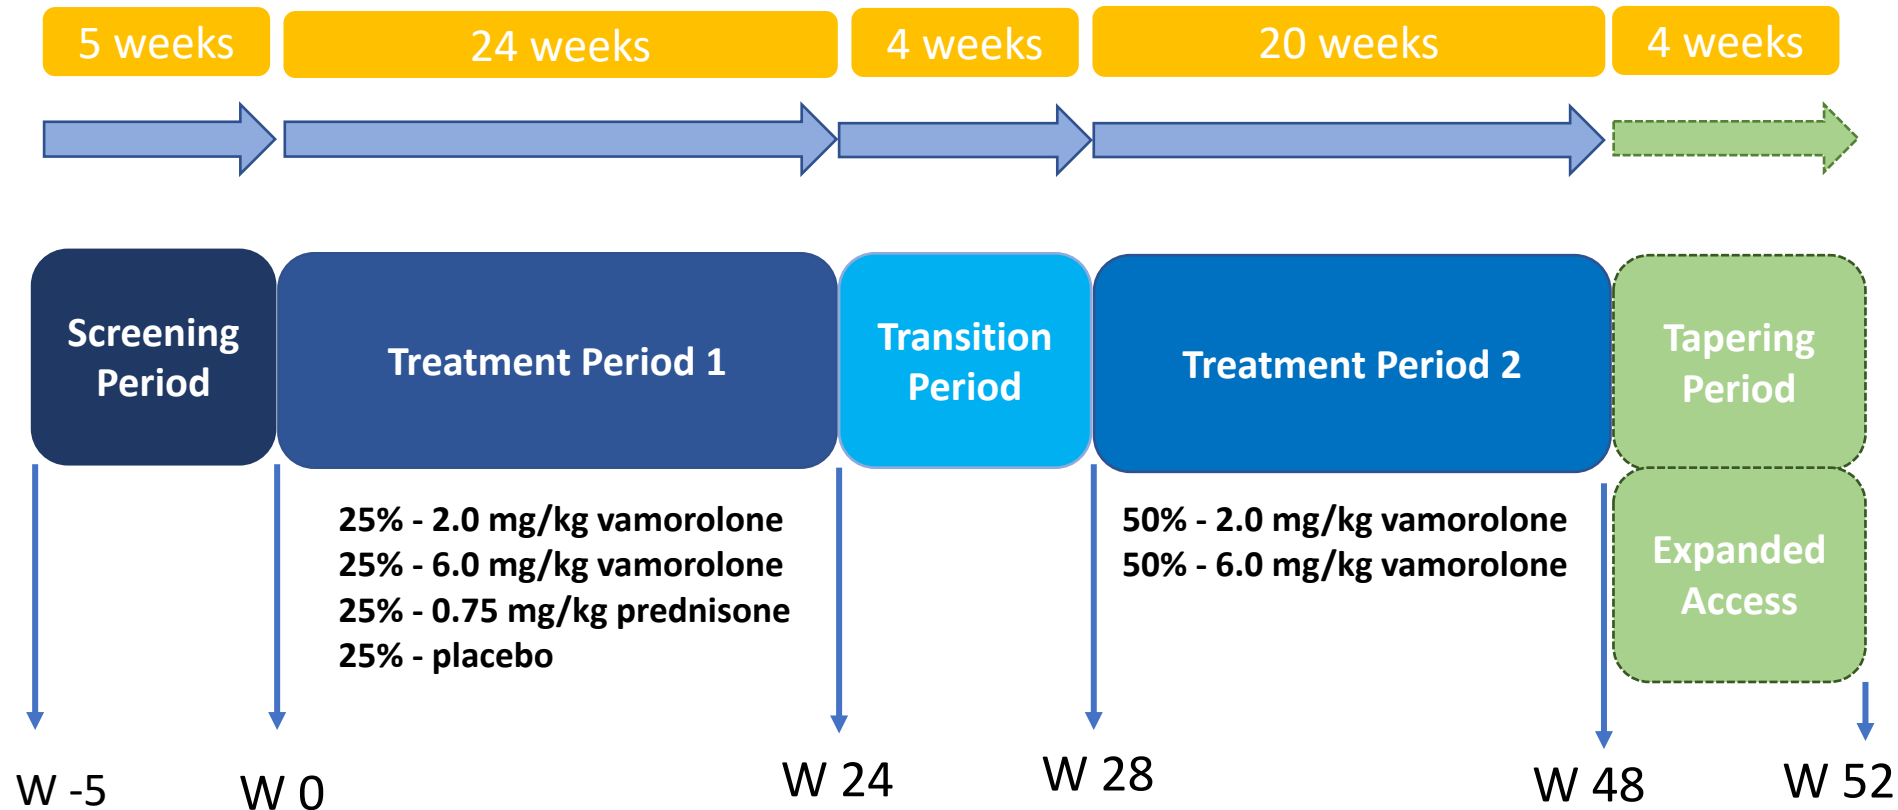 5 weeks
24 weeks
4 weeks
20 weeks
4 weeks
Screening
Period
Treatment Period 1
Transition
Period
Treatment Period 2
Tapering
Period
25% - 2.0 mg/kg vamorolone
25% - 6.0 mg/kg vamorolone
25% - 0.75 mg/kg prednisone
25% - placebo
50% - 2.0 mg/kg vamorolone
50% - 6.0 mg/kg vamorolone
Expanded
Access
W -5
W 0
W 24
W 28
W 48
W 52